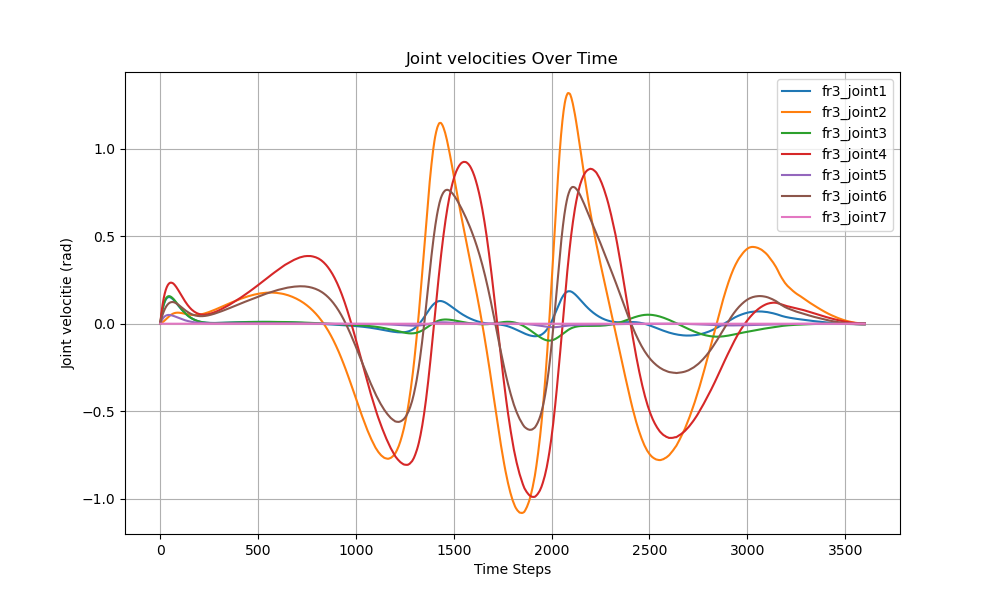 Joint velocities Over Time
fr3_joint1
fr3_joint2
fr3_joint3
fr3_joint4
fr3_joint5
fr3_joint6
fr3_joint7
Joint velocitie (rad)
1.0
0.5
0.0
−0.5
−1.0
0 500 1000 1500 2000 2500 3000 3500
Time Steps